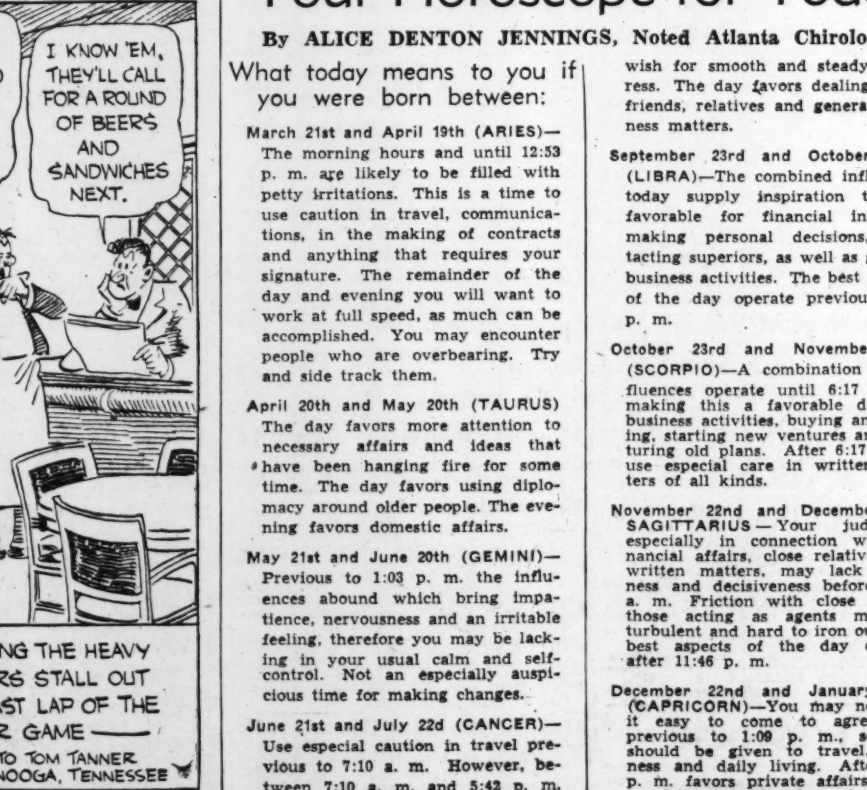 I KNOW 'EM,
THEY'LL CALL
FOR A ROUND
OF BEERS
AND
SANDWICHES
NEXT.
NG THE HEAVY
RS STALL OUT
ST LAP OF THE
R GAME —
TO TOM TANNER
NOOGA, TENNESSEE
Your Horoscope for Tod
By ALICE DENTON JENNINGS, Noted Atlanta Chirolo
What today means to you if
you were born between:
March 21st and April 19th (ARIES)—
The morning hours and until 12:53
p. m. are likely to be filled with
petty irritations. This is a time to
use caution in travel, communica-
tions, in the making of contracts
and anything that requires your
signature. The remainder of the
day and evening you will want to
work at full speed, as much can be
accomplished. You may encounter
people who are overbearing. Try
and side track them.
April 20th and May 20th (TAURUS)
The day favors more attention to
necessary affairs and ideas that
have been hanging fire for some
time. The day favors using diplo-
macy around older people. The eve-
ning favors domestic affairs.
May 21st and June 20th (GEMINI)—
Previous to 1:03 p. m. the influ-
ences abound which bring impa-
tience, nervousness and an irritable
feeling, therefore you may be lack-
ing in your usual calm and self-
control. Not an especially auspi-
cious time for making changes.
June 21st and July 22d (CANCER)—
Use especial caution in travel pre-
vious to 7:10 a. m. However, be-
tween 7:10 a. m. and 5:42 p. m.
wish for smooth and steady
ress. The day favors dealing
friends, relatives and genera
ness matters.
September 23rd and October
(LIBRA)—The combined infl
today supply inspiration t
favorable for financial in
making personal decisions,
tacting superiors, as well as
business activities. The best
of the day operate previou
p. m.
October 23rd and Novembe
(SCORPIO)—A combination
fluences operate until 6:17
making this a favorable d
business activities, buying an
ing, starting new ventures a
turing old plans. After 6:17
use especial care in written
ters of all kinds.
November 22nd and Decembe
SAGITTARIUS—Your jud
especially in connection w
nancial affairs, close relativ
written matters, may lack
ness and decisiveness before
a. m. Friction with close
those acting as agents m
turbulent and hard to iron ou
best aspects of the day
after 11:46 p. m.
December 22nd and January
(CAPRICORN)—You may no
it easy to come to agre
previous to 1:09 p. m., s
should be given to travel,
ness and daily living. Aft
p. m. favors private affairs